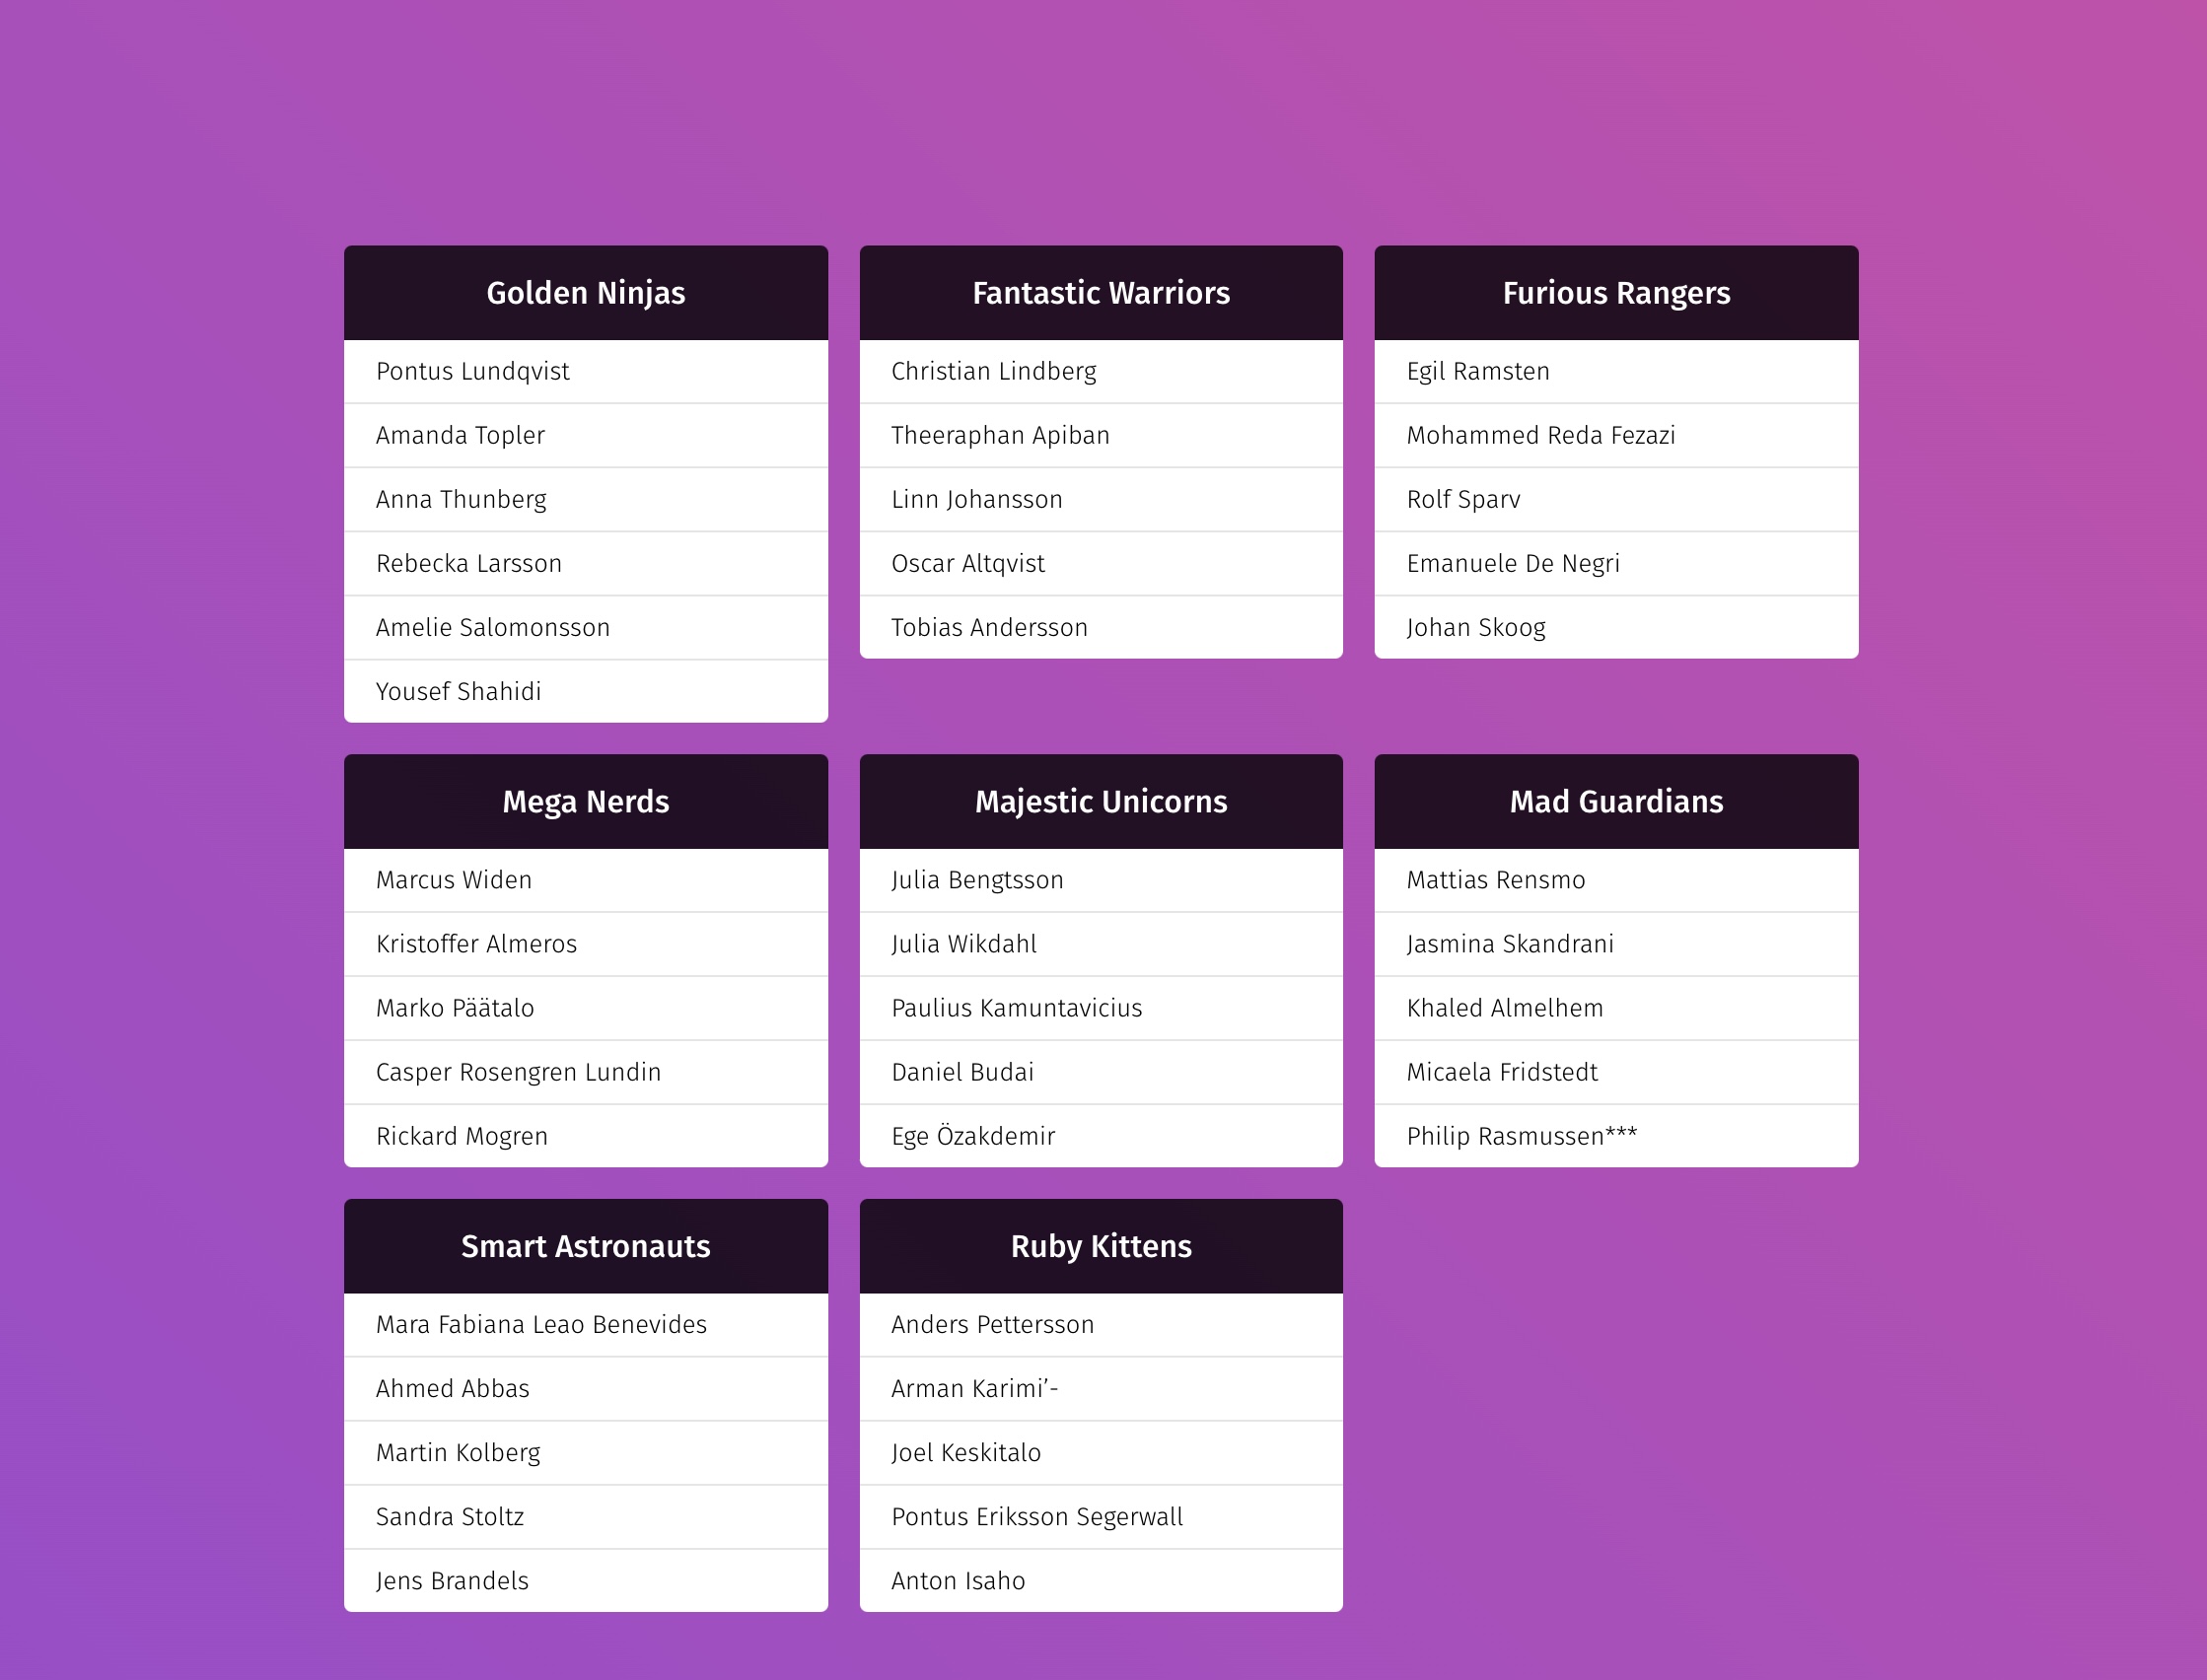 Golden Ninjas
Pontus Lundqvist
Amanda Topler
Anna Thunberg
Rebecka Larsson
Amelie Salomonsson
Yousef Shahidi
Fantastic Warriors
Christian Lindberg
Theeraphan Apiban
Linn Johansson
Oscar Altqvist
Tobias Andersson
Furious Rangers
Egil Ramsten
Mohammed Reda Fezazi
Rolf Sparv
Emanuele De Negri
Johan Skoog
Mega Nerds
Marcus Widen
Kristoffer Almeros
Marko Päätalo
Casper Rosengren Lundin
Rickard Mogren
Majestic Unicorns
Julia Bengtsson
Julia Wikdahl
Paulius Kamuntavicius
Daniel Budai
Ege Özakdemir
Mad Guardians
Mattias Rensmo
Jasmina Skandrani
Khaled Almelhem
Micaela Fridstedt
Philip Rasmussen***
Smart Astronauts
Mara Fabiana Leao Benevides
Ahmed Abbas
Martin Kolberg
Sandra Stoltz
Jens Brandels
Ruby Kittens
Anders Pettersson
Arman Karimi’-
Joel Keskitalo
Pontus Eriksson Segerwall
Anton Isaho